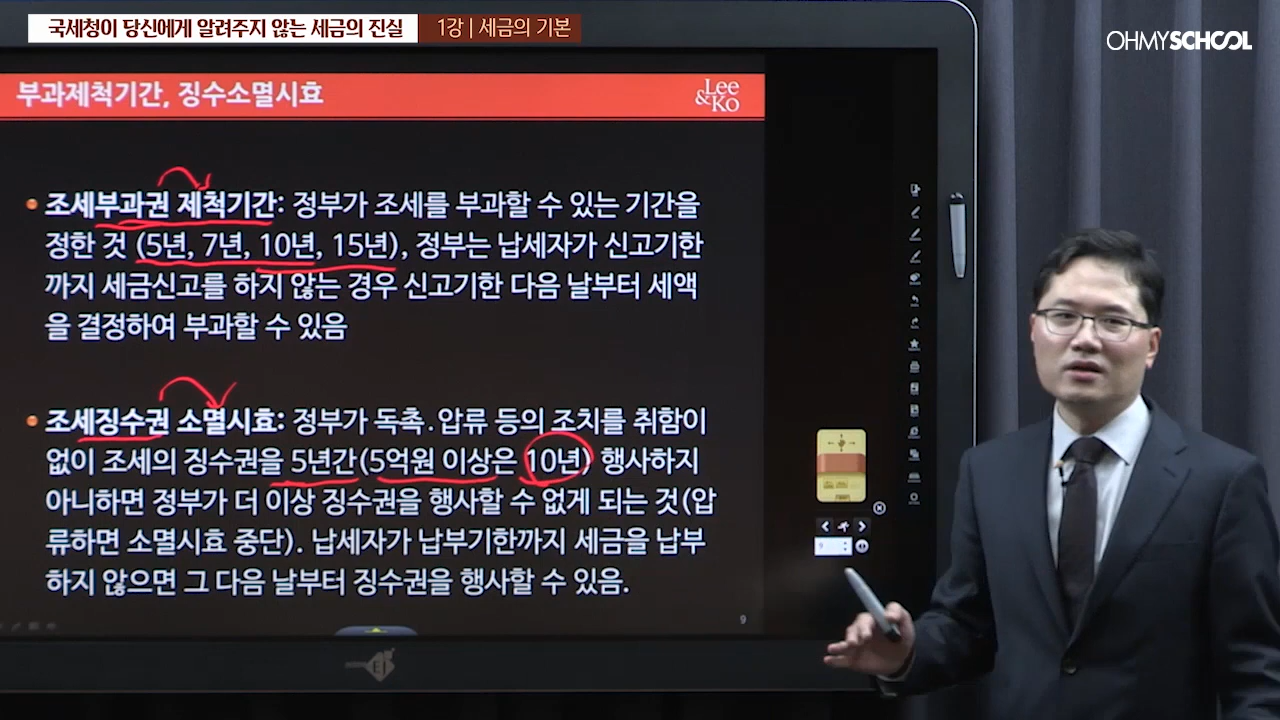 국세청이 당신에게 알려주지 않는 세금의 진실 1강 | 세금의 기본
OHMYSCHOOL
부과제척기간, 징수소멸시효
Lee
&Ko
조세부과권 제척기간: 정부가 조세를 부과할 수 있는 기간을
정한 것 (5년, 7년, 10년, 15년), 정부는 납세자가 신고기한
까지 세금신고를 하지 않는 경우 신고기한 다음 날부터 세액
을 결정하여 부과할 수 있음
조세징수권 소멸시효: 정부가 독촉.압류 등의 조치를 취함이
없이 조세의 징수권을 5년간(5억원 이상은 10년) 행사하지
아니하면 정부가 더 이상 징수권을 행사할 수 없게 되는 것(압
류하면 소멸시효 중단). 납세자가 납부기한까지 세금을 납부
하지 않으면 그 다음 날부터 징수권을 행사할 수 있음.
9
9